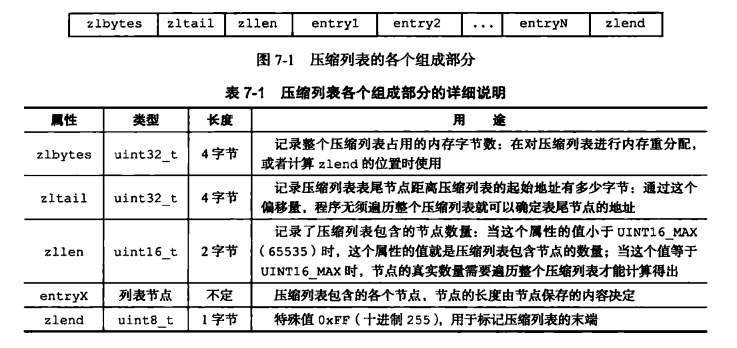 zlbytes zltail zllen entry1 entry2 ... entryN zlend
图 7-1 压缩列表的各个组成部分
表 7-1 压缩列表各个组成部分的详细说明
属性 类型 长度 用 途
zlbytes uint32_t 4字节 记录整个压缩列表占用的内存字节数：在对压缩列表进行内存重分配，
或者计算 zlend 的位置时使用
zltail uint32_t 4字节 记录压缩列表表尾节点距离压缩列表的起始地址有多少字节：通过这个
偏移量，程序无须遍历整个压缩列表就可以确定表尾节点的地址
zllen uint16_t 2字节 记录了压缩列表包含的节点数量：当这个属性的值小于 UINT16_MAX
（65535）时，这个属性的值就是压缩列表包含节点的数量；当这个值等于
UINT16_MAX 时，节点的真实数量需要遍历整个压缩列表才能计算得出
entryX 列表节点 不定 压缩列表包含的各个节点，节点的长度由节点保存的内容决定
zlend uint8_t 1字节 特殊值 0xFF（十进制 255），用于标记压缩列表的末端